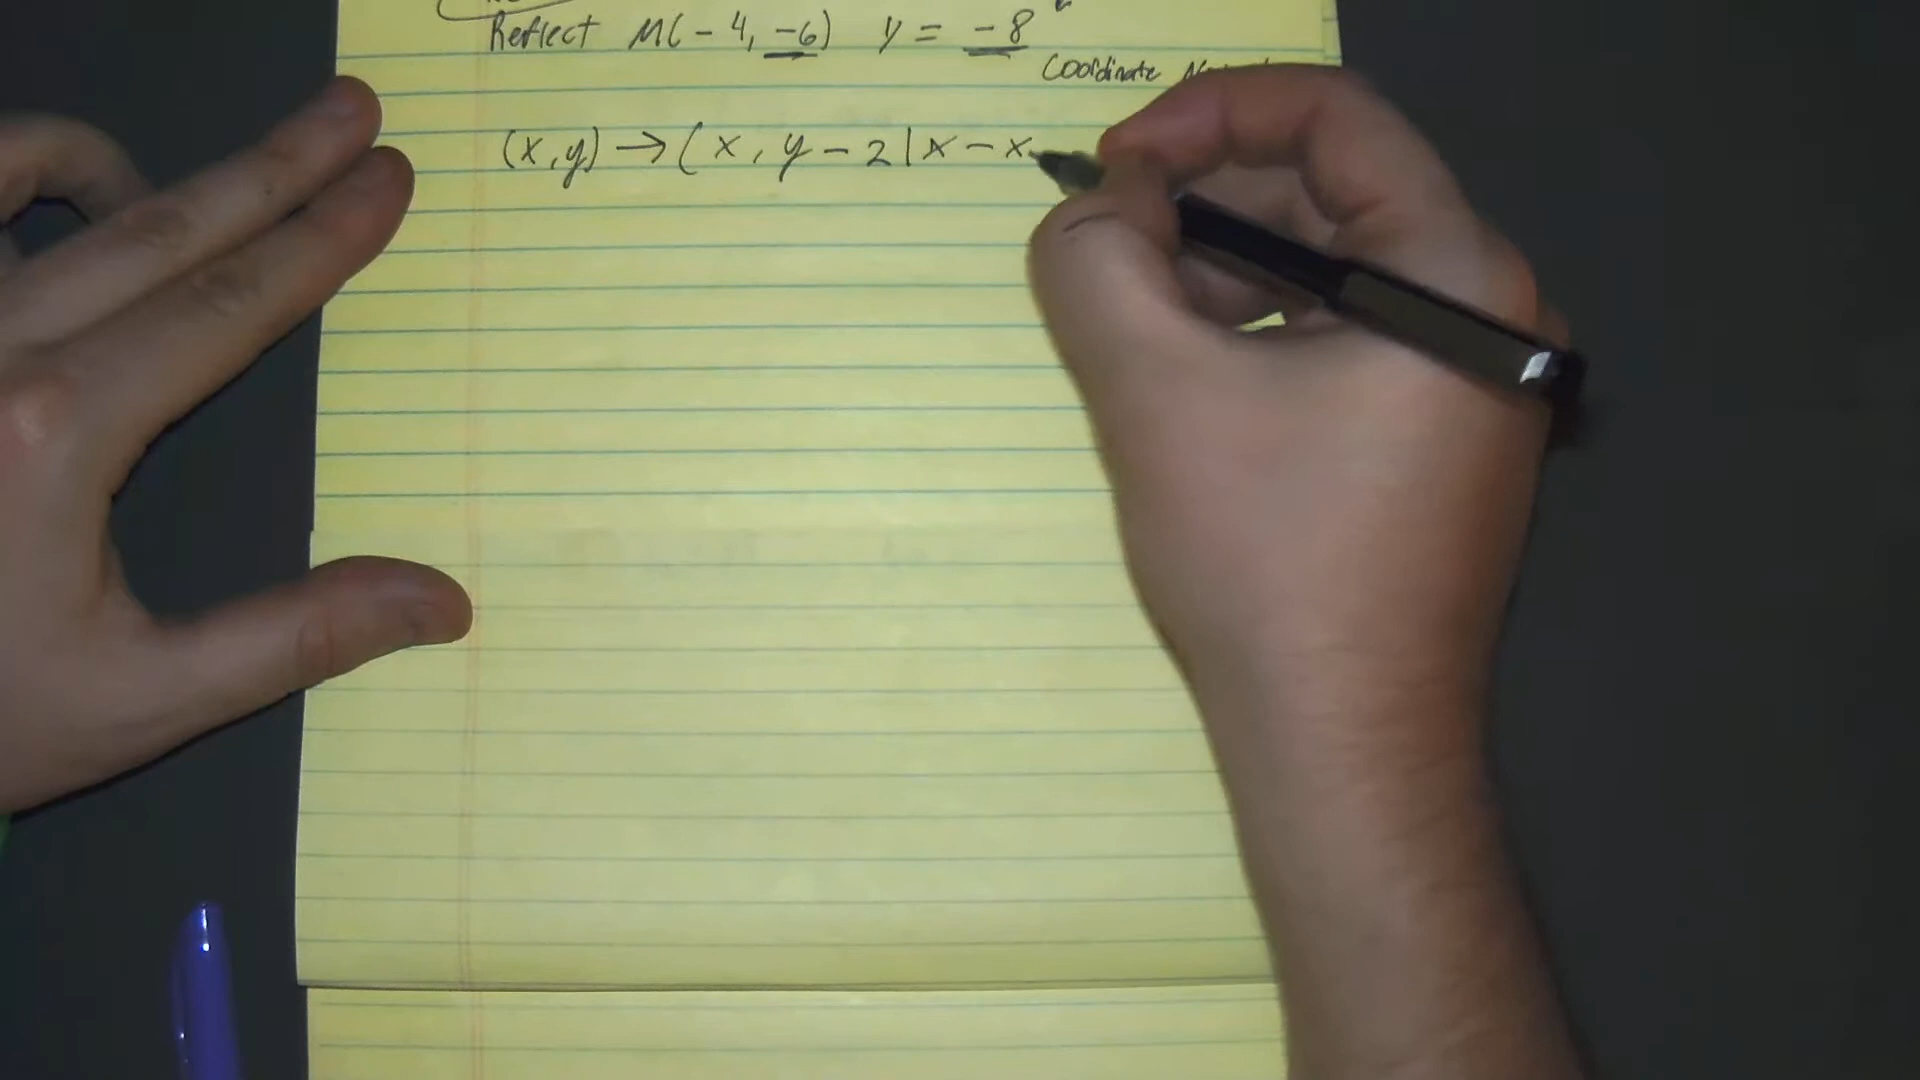 Reflect M(-4, -6) y = -8
Coordinate
(x,y) → (x, y - 2|x - x